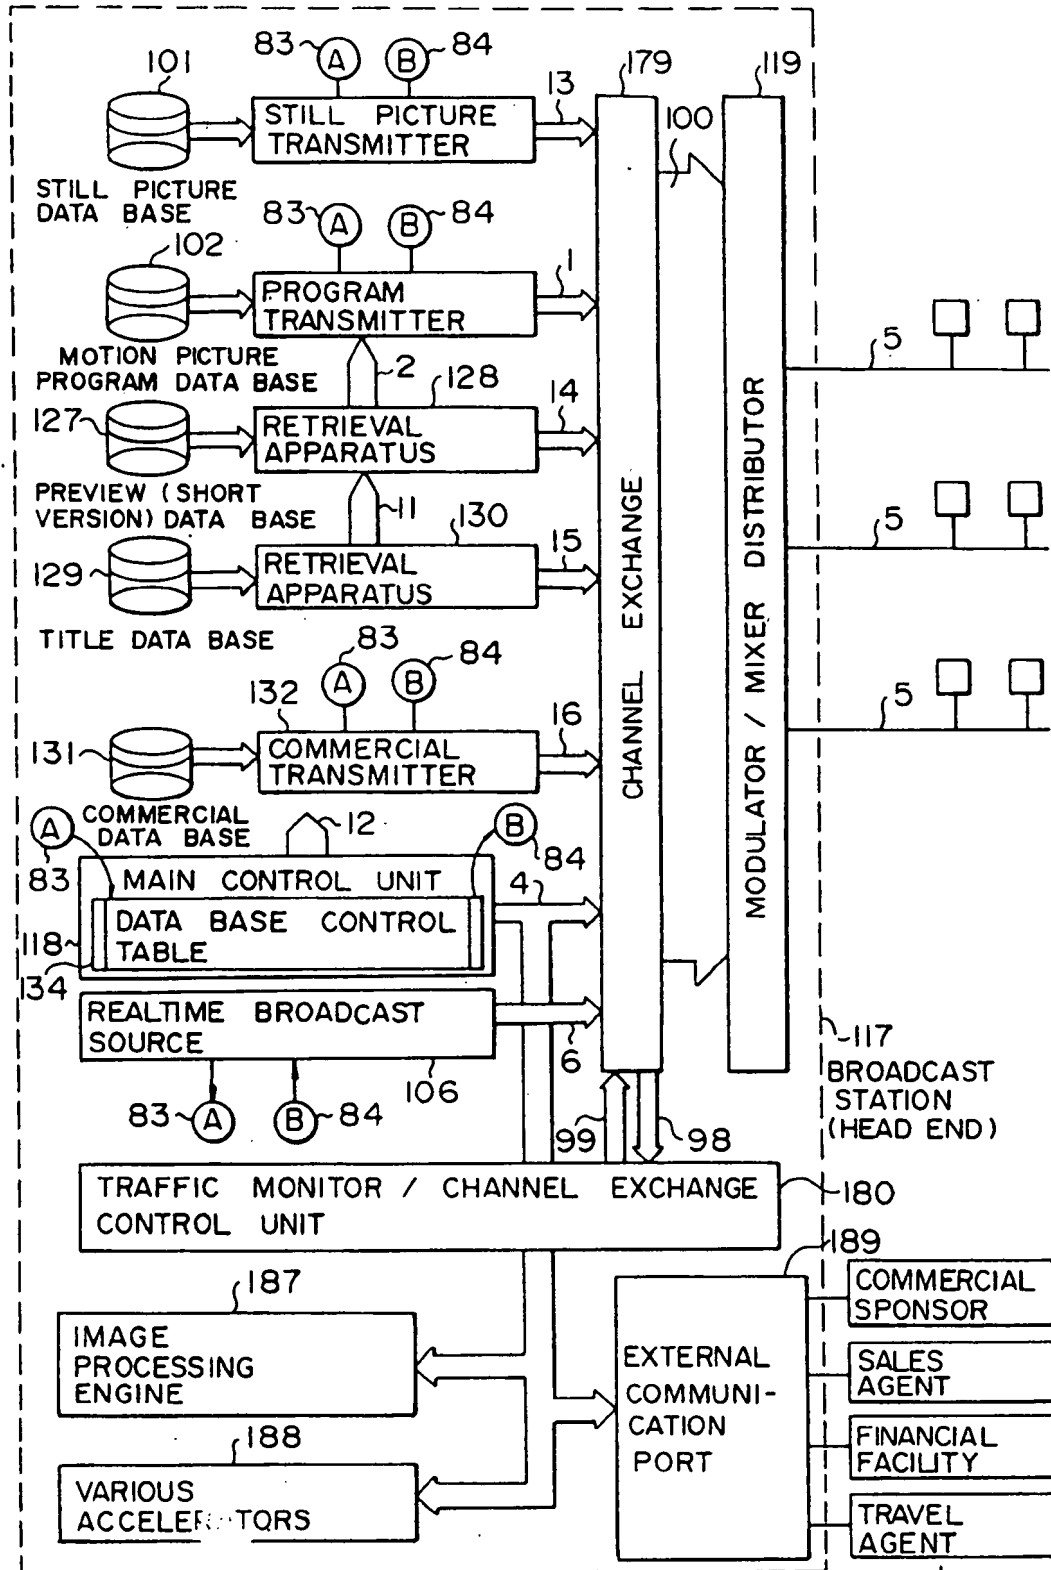 83 A B 84
101 179 119
STILL PICTURE
TRANSMITTER
13
100
STILL PICTURE
DATA BASE
83 A B 84
102
PROGRAM
TRANSMITTER
1
MOTION PICTURE
PROGRAM DATA BASE
2
128
127
RETRIEVAL
APPARATUS
14
5
PREVIEW (SHORT
VERSION) DATA BASE
11
130
129
RETRIEVAL
APPARATUS
15
5
TITLE DATA BASE
83 A B 84
132
131
COMMERCIAL
TRANSMITTER
16
5
CHANNEL EXCHANGE
MODULATOR / MIXER DISTRIBUTOR
COMMERCIAL
DATA BASE
A 83
12
B 84
MAIN CONTROL UNIT
4
DATA BASE CONTROL
TABLE
118
134
REALTIME BROADCAST
SOURCE
6
106
83 A B 84
99 98
117
BROADCAST
STATION
(HEAD END)
TRAFFIC MONITOR / CHANNEL EXCHANGE
CONTROL UNIT
180
187
IMAGE
PROCESSING
ENGINE
188
VARIOUS
189
EXTERNAL
COMMUNI-
CATION
PORT
COMMERCIAL
SPONSOR
SALES
AGENT
FINANCIAL
FACILITY
TRAVEL
AGENT